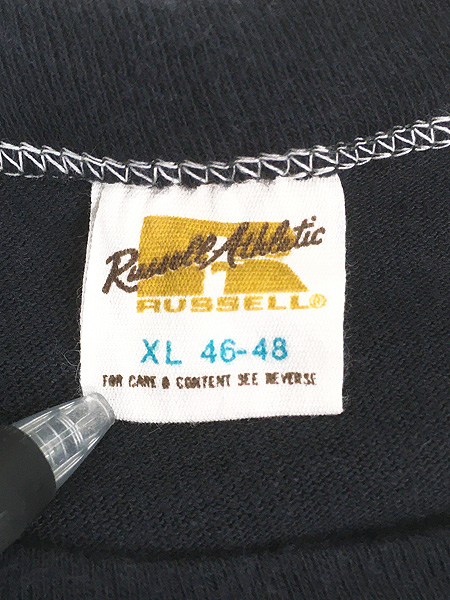 Russell Athletic
RUSSELL®
XL 46-48
FOR CARE & CONTENT SEE REVERSE